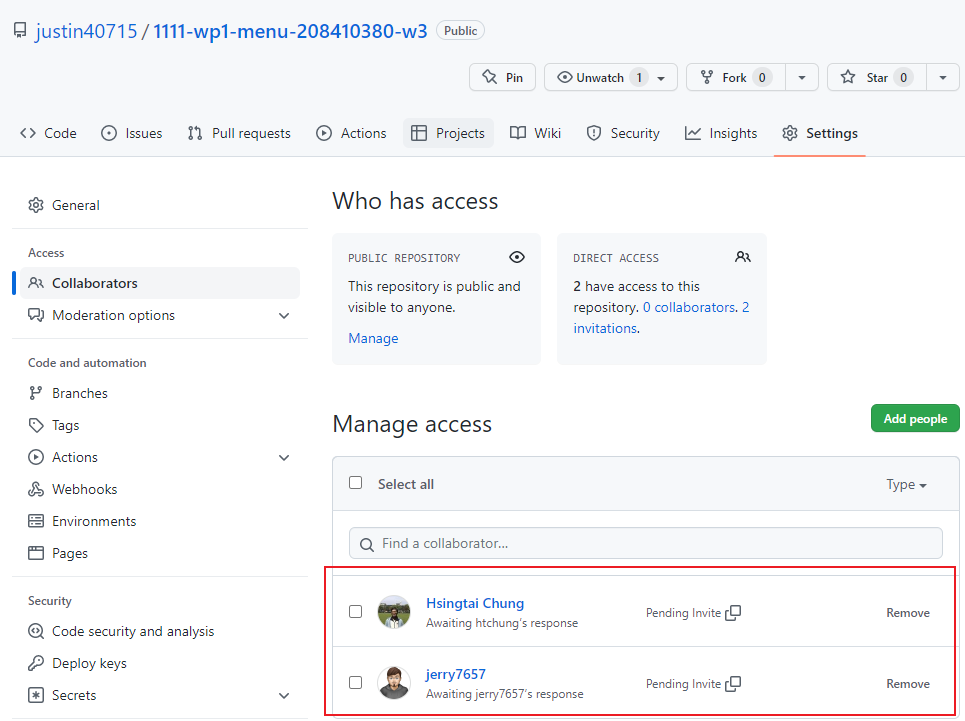 justin40715 / 1111-wp1-menu-208410380-w3 Public
Pin Unwatch 1 Fork 0 Star 0
Code Issues Pull requests Actions Projects Wiki Security Insights Settings
General
Access
Collaborators
Moderation options
Code and automation
Branches
Tags
Actions
Webhooks
Environments
Pages
Security
Code security and analysis
Deploy keys
Secrets
Who has access
PUBLIC REPOSITORY
This repository is public and
visible to anyone.
Manage
DIRECT ACCESS
2 have access to this
repository. 0 collaborators. 2
invitations.
Manage access
Add people
Select all Type
Find a collaborator...
Hsingtai Chung
Awaiting htchung's response
Pending Invite
Remove
jerry7657
Awaiting jerry7657's response
Pending Invite
Remove